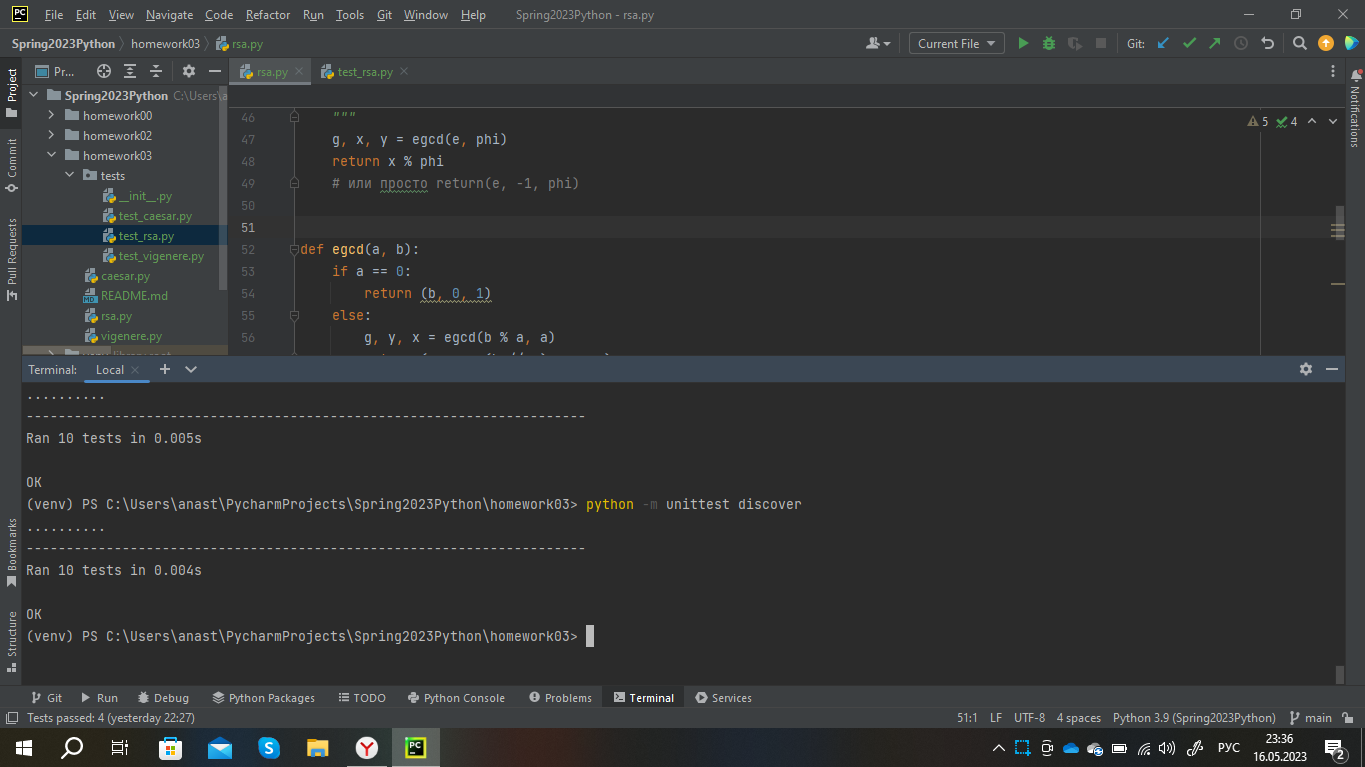 PC File Edit View Navigate Code Refactor Run Tools Git Window Help Spring2023Python - rsa.py
Spring2023Python homework03 rsa.py Current File Git:
Pr... rsa.py test_rsa.py
Project
Commit
Pull Requests
Bookmarks
Structure
Notifications
Spring2023Python C:\Users\a
homework00
homework02
homework03
tests
__init__.py
test_caesar.py
test_rsa.py
test_vigenere.py
caesar.py
README.md
rsa.py
vigenere.py
5 4
46 """
47 g, x, y = egcd(e, phi)
48 return x % phi
49 # или просто return(e, -1, phi)
50
51
52 def egcd(a, b):
53 if a == 0:
54 return (b, 0, 1)
55 else:
56 g, y, x = egcd(b % a, a)
Terminal: Local
..........
----------------------------------------------------------------------
Ran 10 tests in 0.005s
OK
(venv) PS C:\Users\anast\PycharmProjects\Spring2023Python\homework03> python -m unittest discover
..........
----------------------------------------------------------------------
Ran 10 tests in 0.004s
OK
(venv) PS C:\Users\anast\PycharmProjects\Spring2023Python\homework03>
Git Run Debug Python Packages TODO Python Console Problems Terminal Services
Tests passed: 4 (yesterday 22:27) 51:1 LF UTF-8 4 spaces Python 3.9 (Spring2023Python) main
РУС 23:36
16.05.2023
2